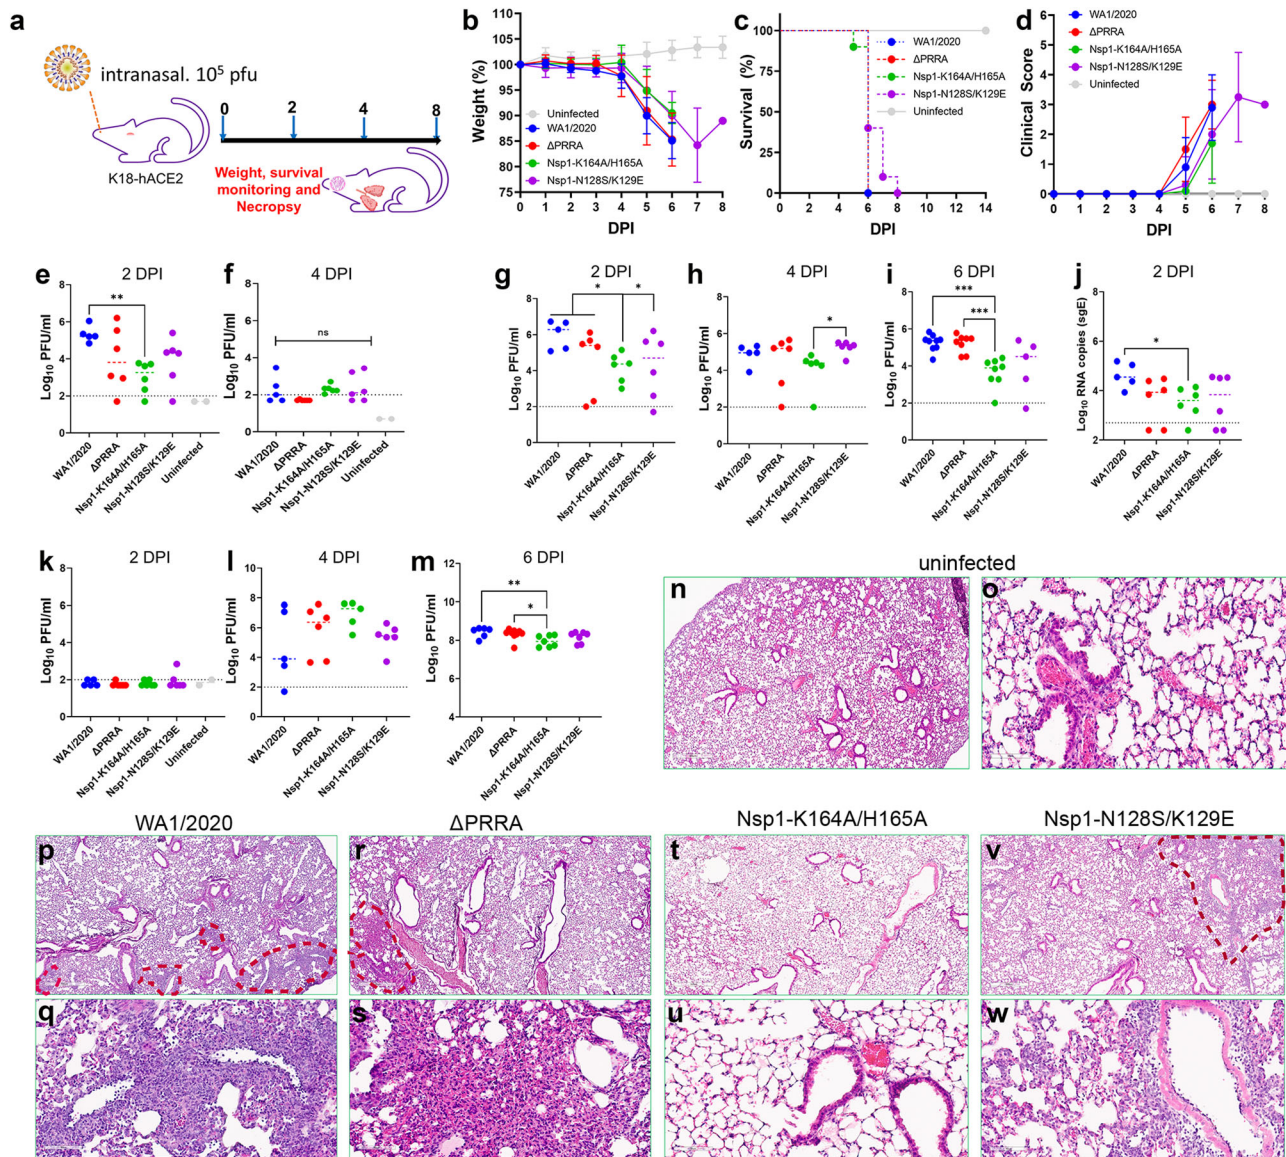 a
intranasal. 10⁵ pfu
0 2 4 8
K18-hACE2
Weight, survival
monitoring and
Necropsy
b
Weight (%)
110
105
100
95
90
85
80
75
0 1 2 3 4 5 6 7 8
DPI
Uninfected
WA1/2020
ΔPRRA
Nsp1-K164A/H165A
Nsp1-N128S/K129E
c
Survival (%)
100
50
0
0 2 4 6 8 10 12 14
DPI
WA1/2020
ΔPRRA
Nsp1-K164A/H165A
Nsp1-N128S/K129E
Uninfected
d
Clinical Score
6
5
4
3
2
1
0
0 1 2 3 4 5 6 7 8
DPI
WA1/2020
ΔPRRA
Nsp1-K164A/H165A
Nsp1-N128S/K129E
Uninfected
e
2 DPI
Log10 PFU/ml
8
6
4
2
0
**
WA1/2020
ΔPRRA
Nsp1-K164A/H165A
Nsp1-N128S/K129E
Uninfected
f
4 DPI
Log10 PFU/ml
8
6
4
2
0
ns
WA1/2020
ΔPRRA
Nsp1-K164A/H165A
Nsp1-N128S/K129E
Uninfected
g
2 DPI
Log10 PFU/ml
8
6
4
2
0
* *
WA1/2020
ΔPRRA
Nsp1-K164A/H165A
Nsp1-N128S/K129E
h
4 DPI
Log10 PFU/ml
8
6
4
2
0
*
WA1/2020
ΔPRRA
Nsp1-K164A/H165A
Nsp1-N128S/K129E
i
6 DPI
Log10 PFU/ml
8
6
4
2
0
***
***
WA1/2020
ΔPRRA
Nsp1-K164A/H165A
Nsp1-N128S/K129E
j
2 DPI
Log10 RNA copies (sgE)
8
6
4
2
*
WA1/2020
ΔPRRA
Nsp1-K164A/H165A
Nsp1-N128S/K129E
k
2 DPI
Log10 PFU/ml
8
6
4
2
0
WA1/2020
ΔPRRA
Nsp1-K164A/H165A
Nsp1-N128S/K129E
Uninfected
l
4 DPI
Log10 PFU/ml
10
8
6
4
2
0
WA1/2020
ΔPRRA
Nsp1-K164A/H165A
Nsp1-N128S/K129E
m
6 DPI
Log10 PFU/ml
12
10
8
6
4
**
*
WA1/2020
ΔPRRA
Nsp1-K164A/H165A
Nsp1-N128S/K129E
uninfected
n
o
WA1/2020
ΔPRRA
Nsp1-K164A/H165A
Nsp1-N128S/K129E
p
r
t
v
q
s
u
w